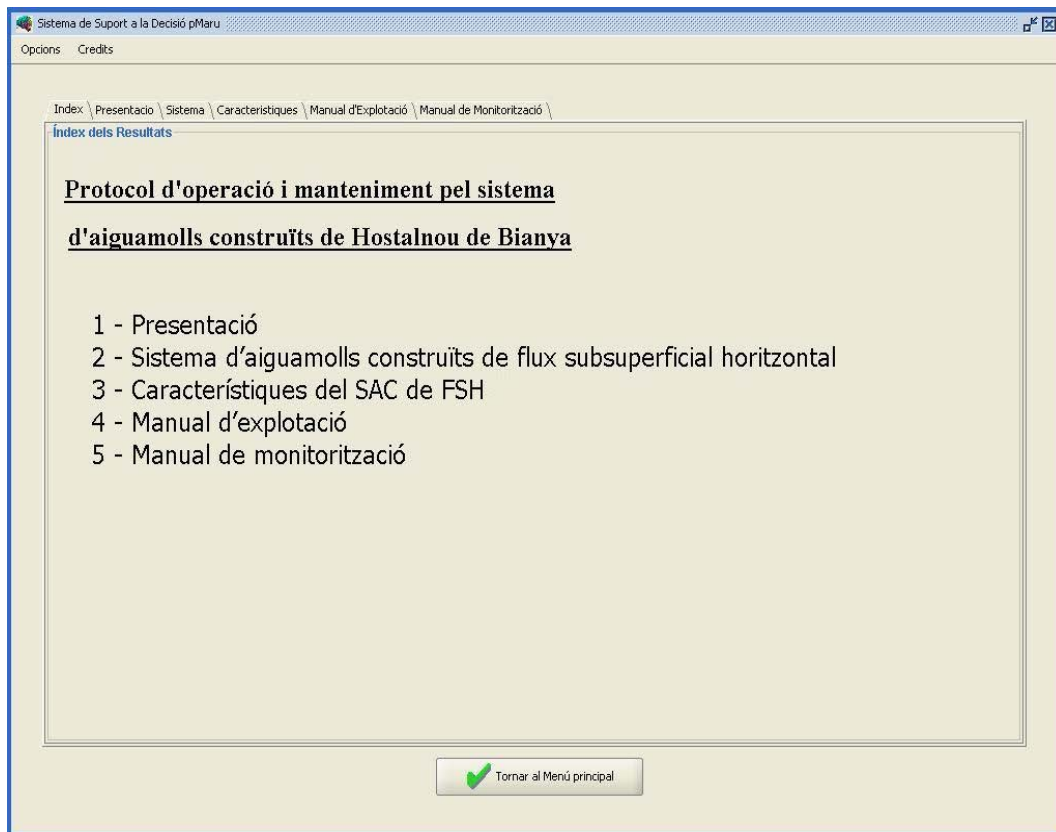 Sistema de Suport a la Decisió pMaru
Opcions Credits
Index Presentacio Sistema Caracteristiques Manual d'Explotació Manual de Monitorització
Índex dels Resultats
Protocol d'operació i manteniment pel sistema
d'aiguamolls construïts de Hostalnou de Bianya
1 - Presentació
2 - Sistema d'aiguamolls construïts de flux subsuperficial horitzontal
3 - Característiques del SAC de FSH
4 - Manual d'explotació
5 - Manual de monitorització
Tornar al Menú principal